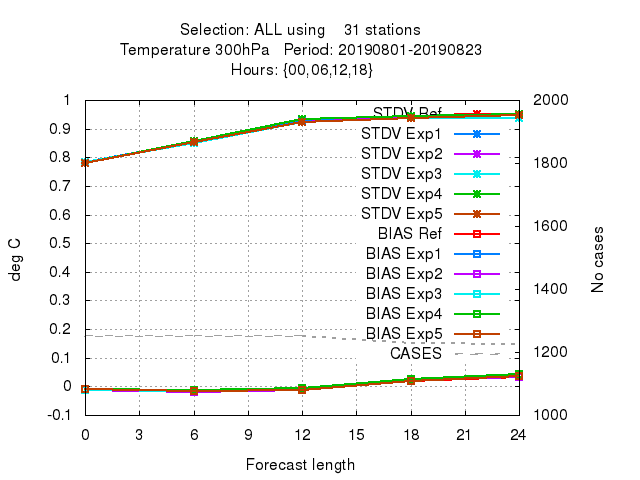 Selection: ALL using    31 stations
Temperature 300hPa   Period: 20190801-20190823
Hours: {00,06,12,18}
1
0.9
0.8
0.7
0.6
0.5
0.4
0.3
0.2
0.1
0
-0.1
deg C
STDV Ref
STDV Exp1
STDV Exp2
STDV Exp3
STDV Exp4
STDV Exp5
BIAS Ref
BIAS Exp1
BIAS Exp2
BIAS Exp3
BIAS Exp4
BIAS Exp5
CASES
2000
1800
1600
1400
1200
1000
No cases
0 3 6 9 12 15 18 21 24
Forecast length